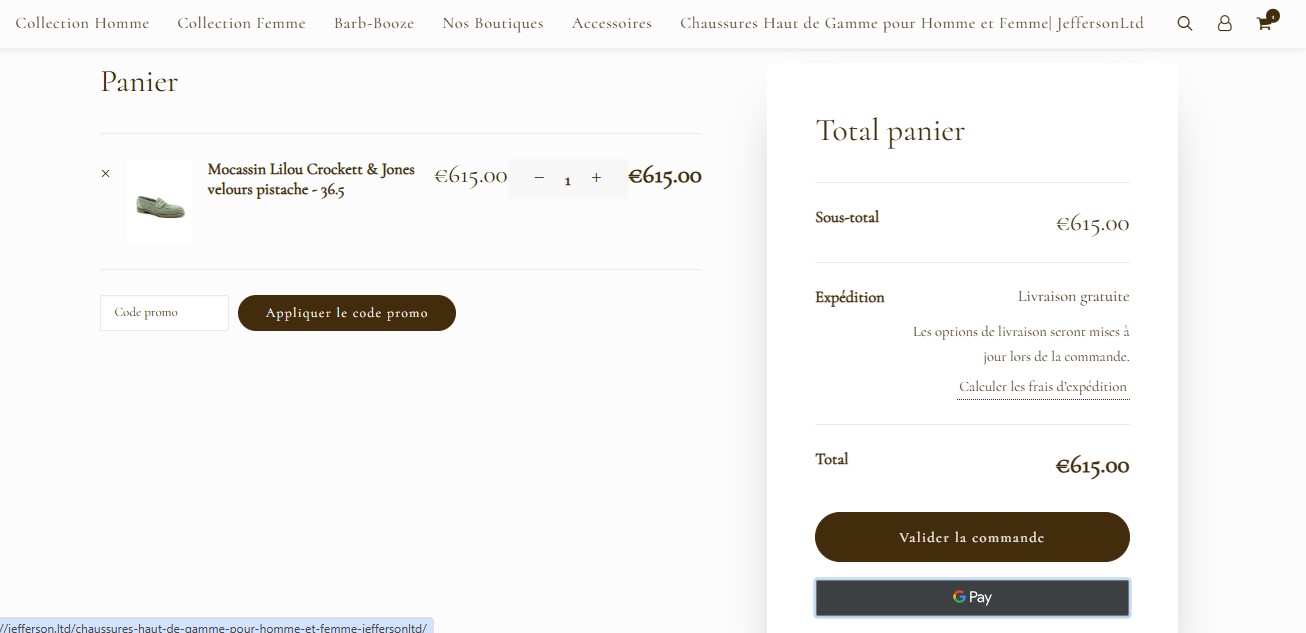 Collection Homme Collection Femme Barb-Booze Nos Boutiques Accessoires Chaussures Haut de Gamme pour Homme et Femme| JeffersonLtd
1
Panier
× Mocassin Lilou Crockett & Jones €615.00 − 1 + €615.00
velours pistache - 36.5
Code promo Appliquer le code promo
Total panier
Sous-total €615.00
Expédition Livraison gratuite
Les options de livraison seront mises à
jour lors de la commande.
Calculer les frais d'expédition
Total €615.00
Valider la commande
G Pay
//jefferson.ltd/chaussures-haut-de-gamme-pour-homme-et-femme-jeffersonltd/